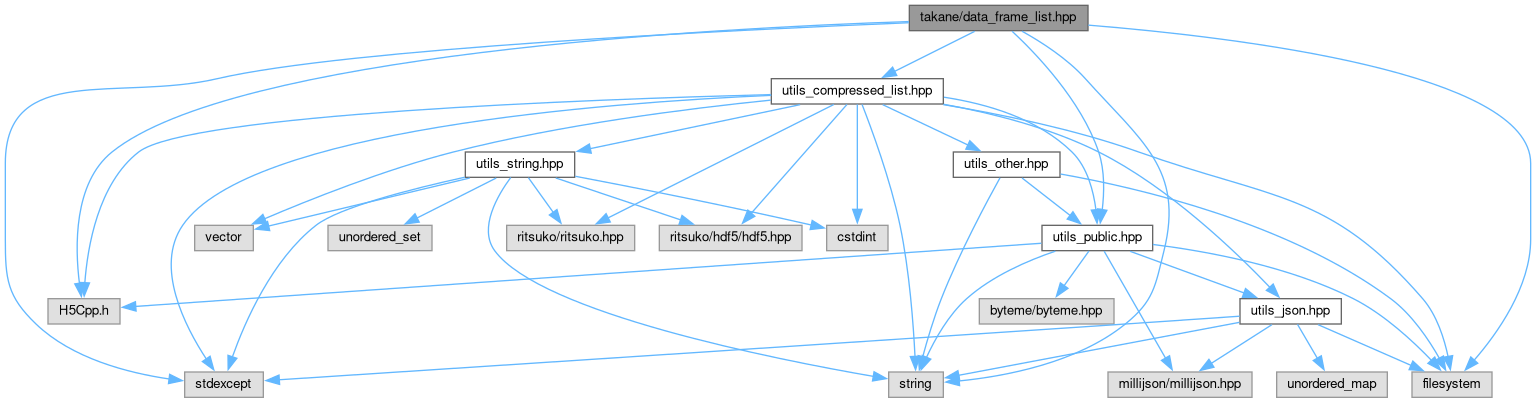 takane/data_frame_list.hpp
utils_compressed_list.hpp
utils_string.hpp
utils_other.hpp
vector
unordered_set
ritsuko/ritsuko.hpp
ritsuko/hdf5/hdf5.hpp
cstdint
utils_public.hpp
H5Cpp.h
byteme/byteme.hpp
utils_json.hpp
stdexcept
string
millijson/millijson.hpp
unordered_map
filesystem